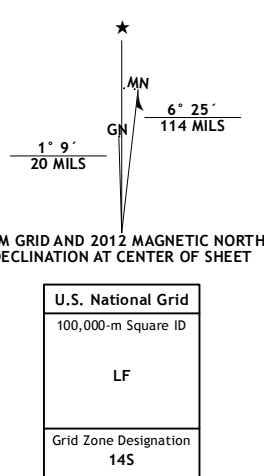 ★
MN
GN
6° 25´
114 MILS
1° 9´
20 MILS
M GRID AND 2012 MAGNETIC NORTH
DECLINATION AT CENTER OF SHEET
U.S. National Grid
100,000-m Square ID
LF
Grid Zone Designation
14S